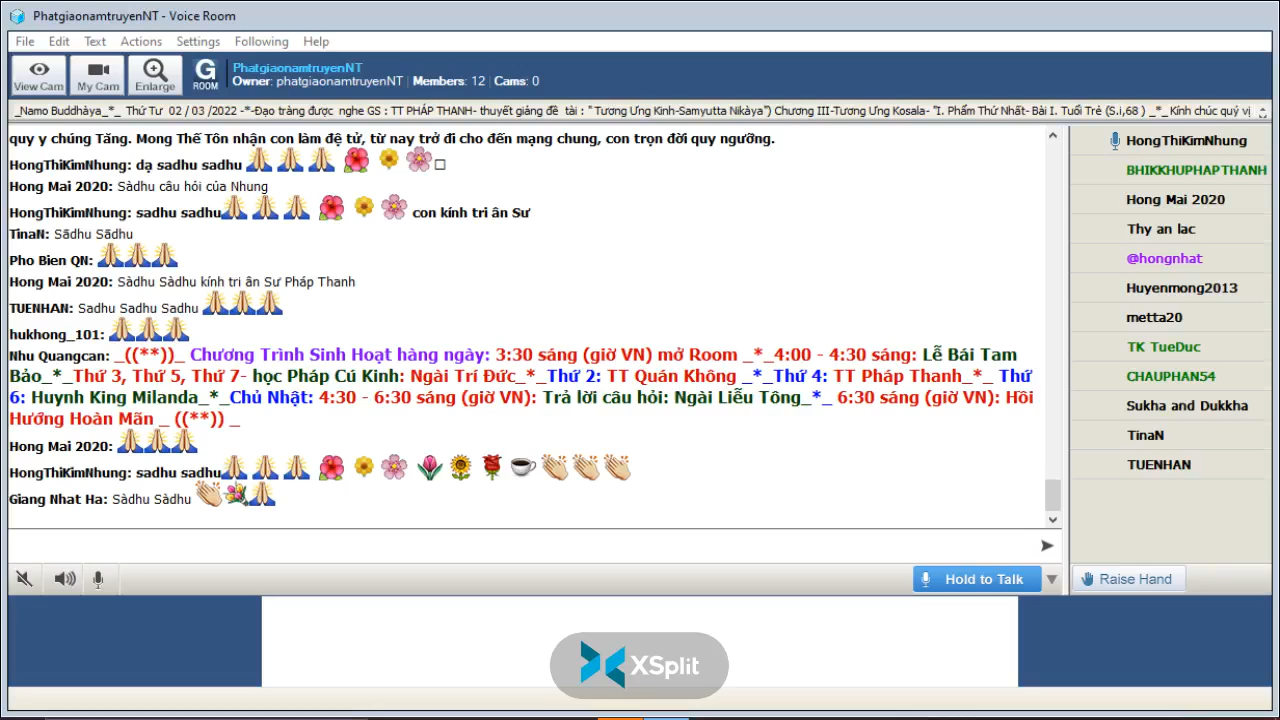 PhatgiaonamtruyenNT - Voice Room
File Edit Text Actions Settings Following Help
View Cam My Cam Enlarge G ROOM
PhatgiaonamtruyenNT
Owner: phatgiaonamtruyenNT Members: 12 Cams: 0
_Namo Buddhàya_*_ Thứ Tư 02 / 03 /2022 -*-Đạo tràng được nghe GS : TT PHÁP THANH- thuyết giảng đề tài : " Tương Ưng Kinh-Samyutta Nikàya") Chương III-Tương Ưng Kosala- "I. Phẩm Thứ Nhất- Bài I. Tuổi Trẻ (S.i,68 ) _*_ Kính chúc quý vị
quy y chúng Tăng. Mong Thế Tôn nhận con làm đệ tử, từ nay trở đi cho đến mạng chung, con trọn đời quy ngưỡng.
HongThiKimNhung: dạ sadhu sadhu 🙏 🙏 🙏 🌺 🌼 🌸 □
Hong Mai 2020: Sàdhu câu hỏi của Nhung
HongThiKimNhung: sadhu sadhu🙏 🙏 🙏 🌺 🌼 🌸 con kính tri ân Sư
TinaN: Sãdhu Sãdhu
Pho Bien QN: 🙏🙏🙏
Hong Mai 2020: Sàdhu Sàdhu kính tri ân Sư Pháp Thanh
TUENHAN: Sadhu Sadhu Sadhu 🙏🙏🙏
hukhong_101: 🙏🙏🙏
Nhu Quangcan: _((**))_ Chương Trình Sinh Hoạt hàng ngày: 3:30 sáng (giờ VN) mở Room _*_4:00 - 4:30 sáng: Lễ Bái Tam
Bảo_*_Thứ 3, Thứ 5, Thứ 7- học Pháp Cú Kinh: Ngài Trí Đức_*_Thứ 2: TT Quán Không _*_Thứ 4: TT Pháp Thanh_*_ Thứ
6: Huynh King Milanda_*_Chủ Nhật: 4:30 - 6:30 sáng (giờ VN): Trả lời câu hỏi: Ngài Liễu Tông_*_ 6:30 sáng (giờ VN): Hồi
Hướng Hoàn Mãn _ ((**)) _
Hong Mai 2020: 🙏🙏🙏
HongThiKimNhung: sadhu sadhu🙏 🙏 🙏 🌺 🌼 🌸 🌷 🌻 🌹 ☕ 👏 👏 👏
Giang Nhat Ha: Sàdhu Sàdhu 👏💐🙏
HongThiKimNhung
BHIKKHUPHAPTHANH
Hong Mai 2020
Thy an lac
@hongnhat
Huyenmong2013
metta20
TK TueDuc
CHAUPHAN54
Sukha and Dukkha
TinaN
TUENHAN
Hold to Talk
Raise Hand
XSplit